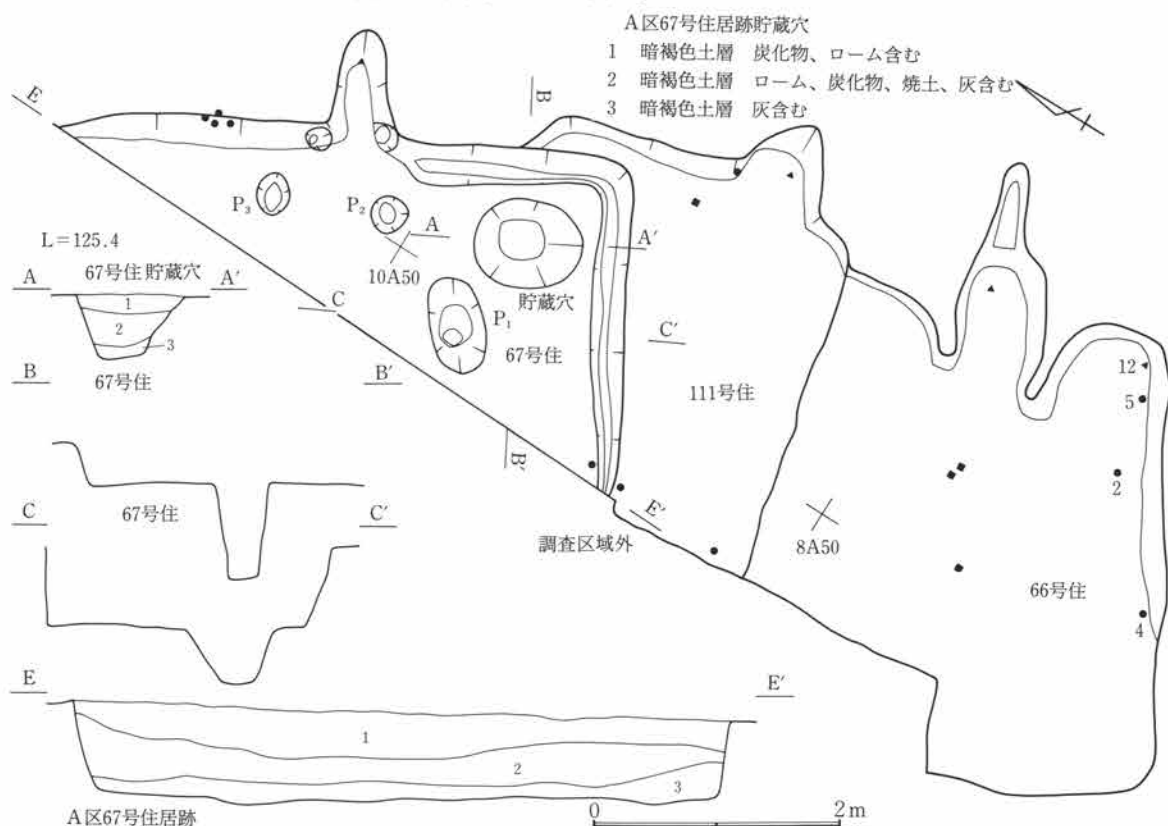 A区67号住居跡貯蔵穴
1 暗褐色土層 炭化物、ローム含む
2 暗褐色土層 ローム、炭化物、焼土、灰含む
3 暗褐色土層 灰含む
E
B
P₃
P₂
A
A′
10A50
貯蔵穴
L=125.4
67号住貯蔵穴
A
A′
1
2
3
C
P₁
67号住
C′
B
67号住
B′
111号住
12
5
2
B′
E′
8A50
C
67号住
C′
調査区域外
66号住
4
E
E′
1
2
3
A区67号住居跡
0
2m